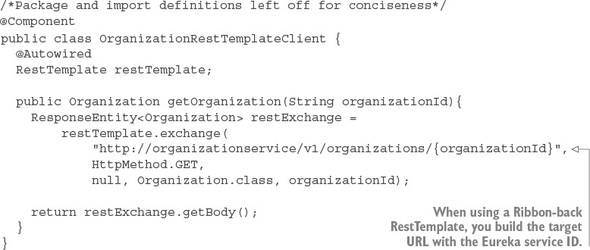 /*Package and import definitions left off for conciseness*/
@Component
public class OrganizationRestTemplateClient {
  @Autowired
  RestTemplate restTemplate;

  public Organization getOrganization(String organizationId){
    ResponseEntity<Organization> restExchange =
        restTemplate.exchange(
            "http://organizationservice/v1/organizations/{organizationId}",
            HttpMethod.GET,
            null, Organization.class, organizationId);

    return restExchange.getBody();
  }
}
When using a Ribbon-back
RestTemplate, you build the target
URL with the Eureka service ID.